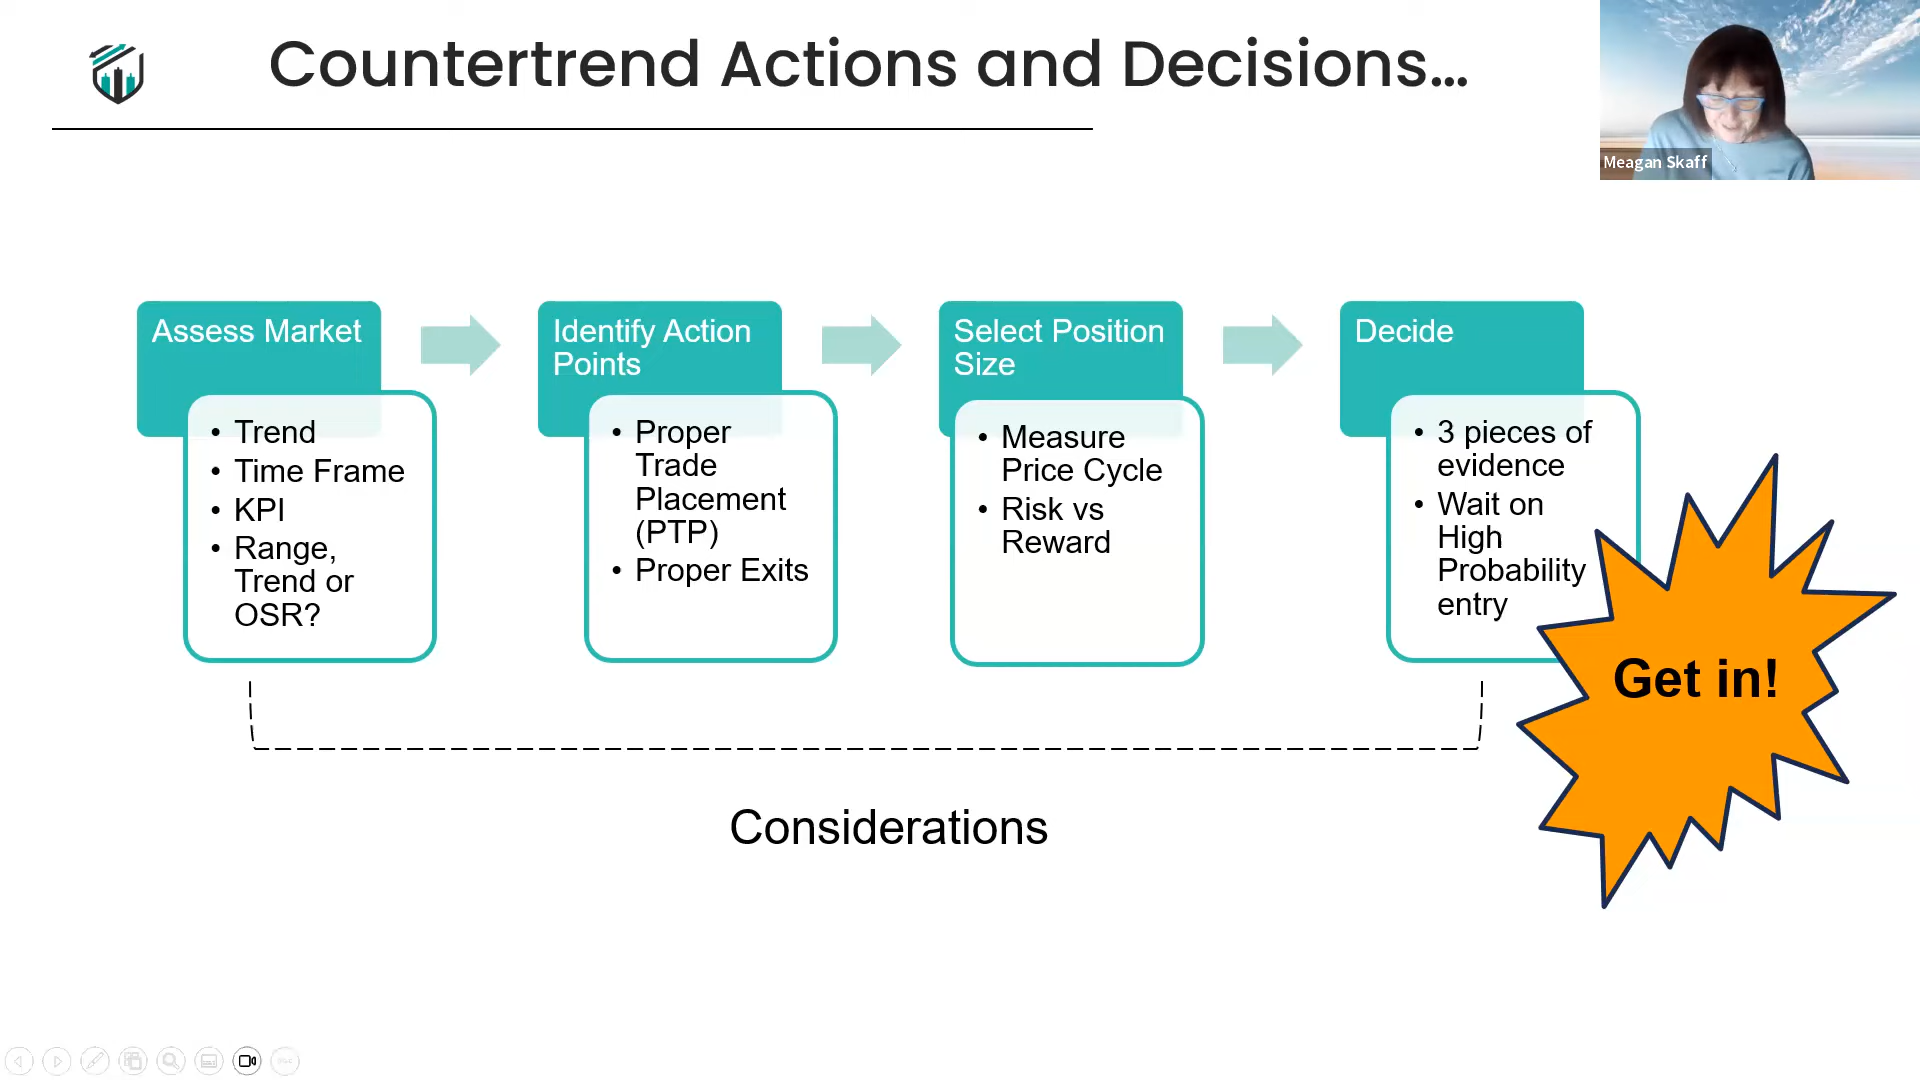 Countertrend Actions and Decisions...
Meagan Skaff
Assess Market
• Trend
• Time Frame
• KPI
• Range,
Trend or
OSR?
Identify Action
Points
• Proper
Trade
Placement
(PTP)
• Proper Exits
Select Position
Size
• Measure
Price Cycle
• Risk vs
Reward
Decide
• 3 pieces of
evidence
• Wait on
High
Probability
entry
Get in!
Considerations